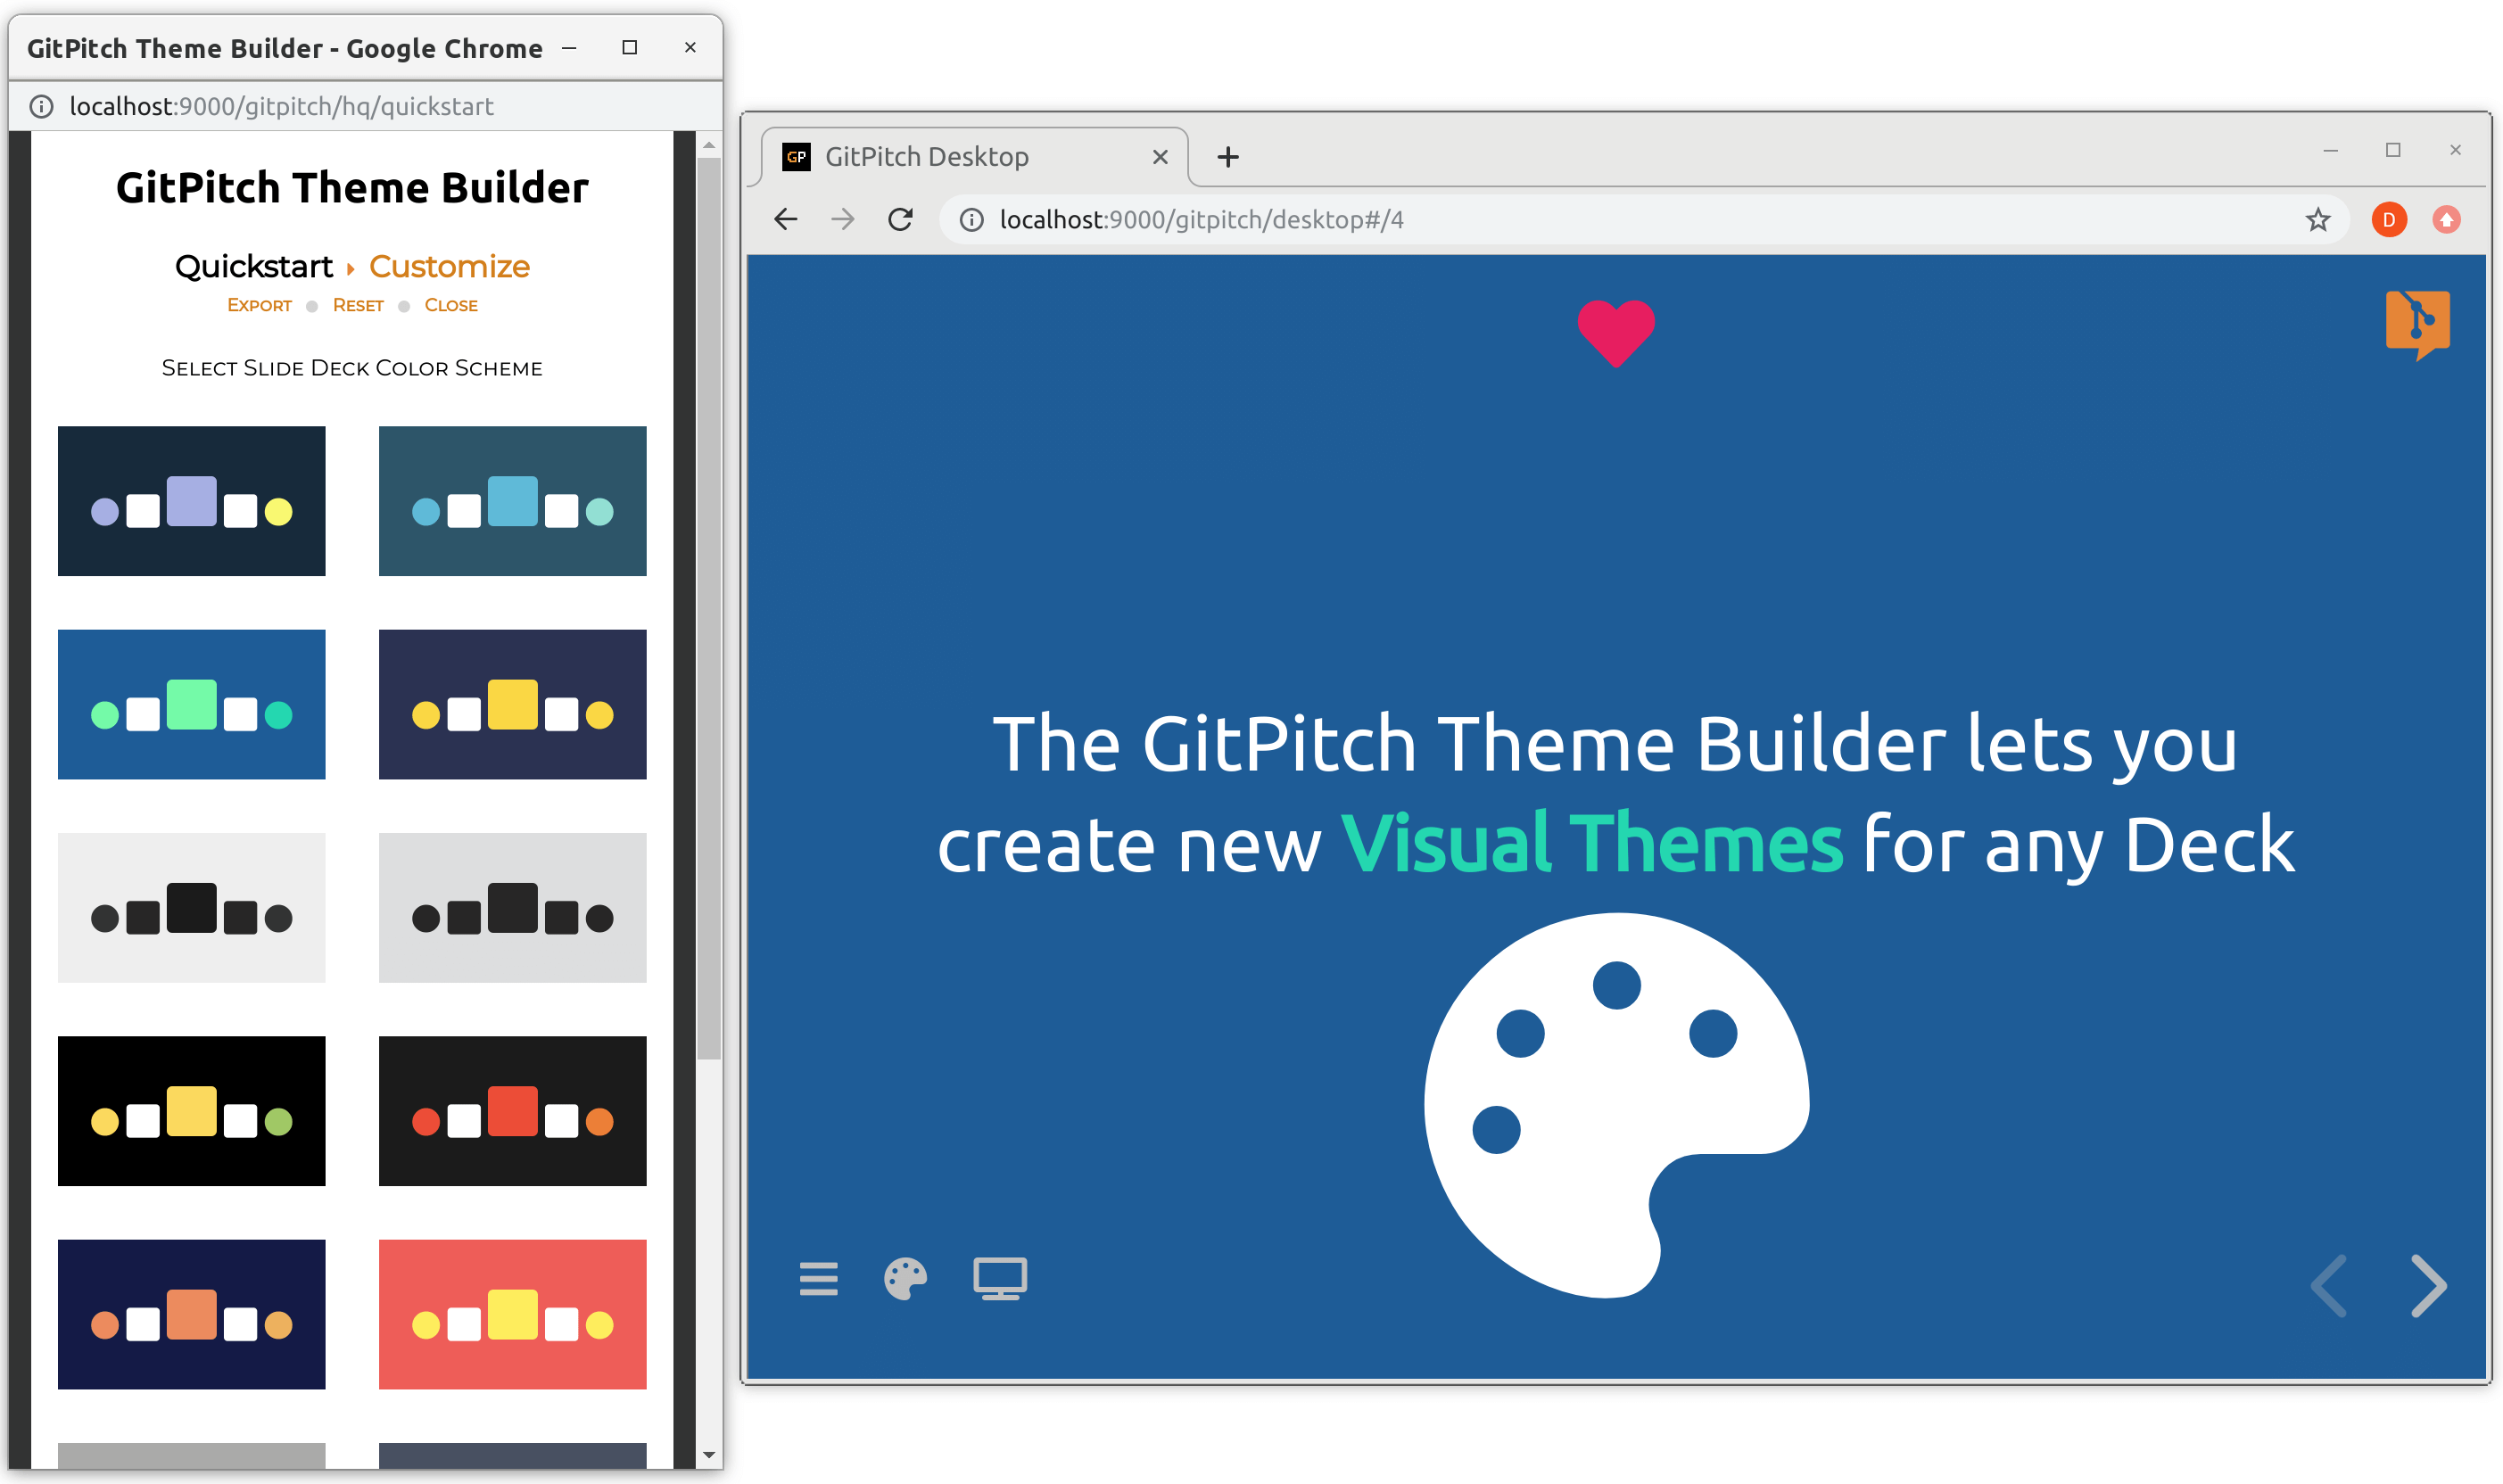 GitPitch Theme Builder - Google Chrome
localhost:9000/gitpitch/hq/quickstart
GitPitch Theme Builder
Quickstart Customize
EXPORT RESET CLOSE
SELECT SLIDE DECK COLOR SCHEME
GP GitPitch Desktop
localhost:9000/gitpitch/desktop#/4
D
The GitPitch Theme Builder lets you
create new Visual Themes for any Deck